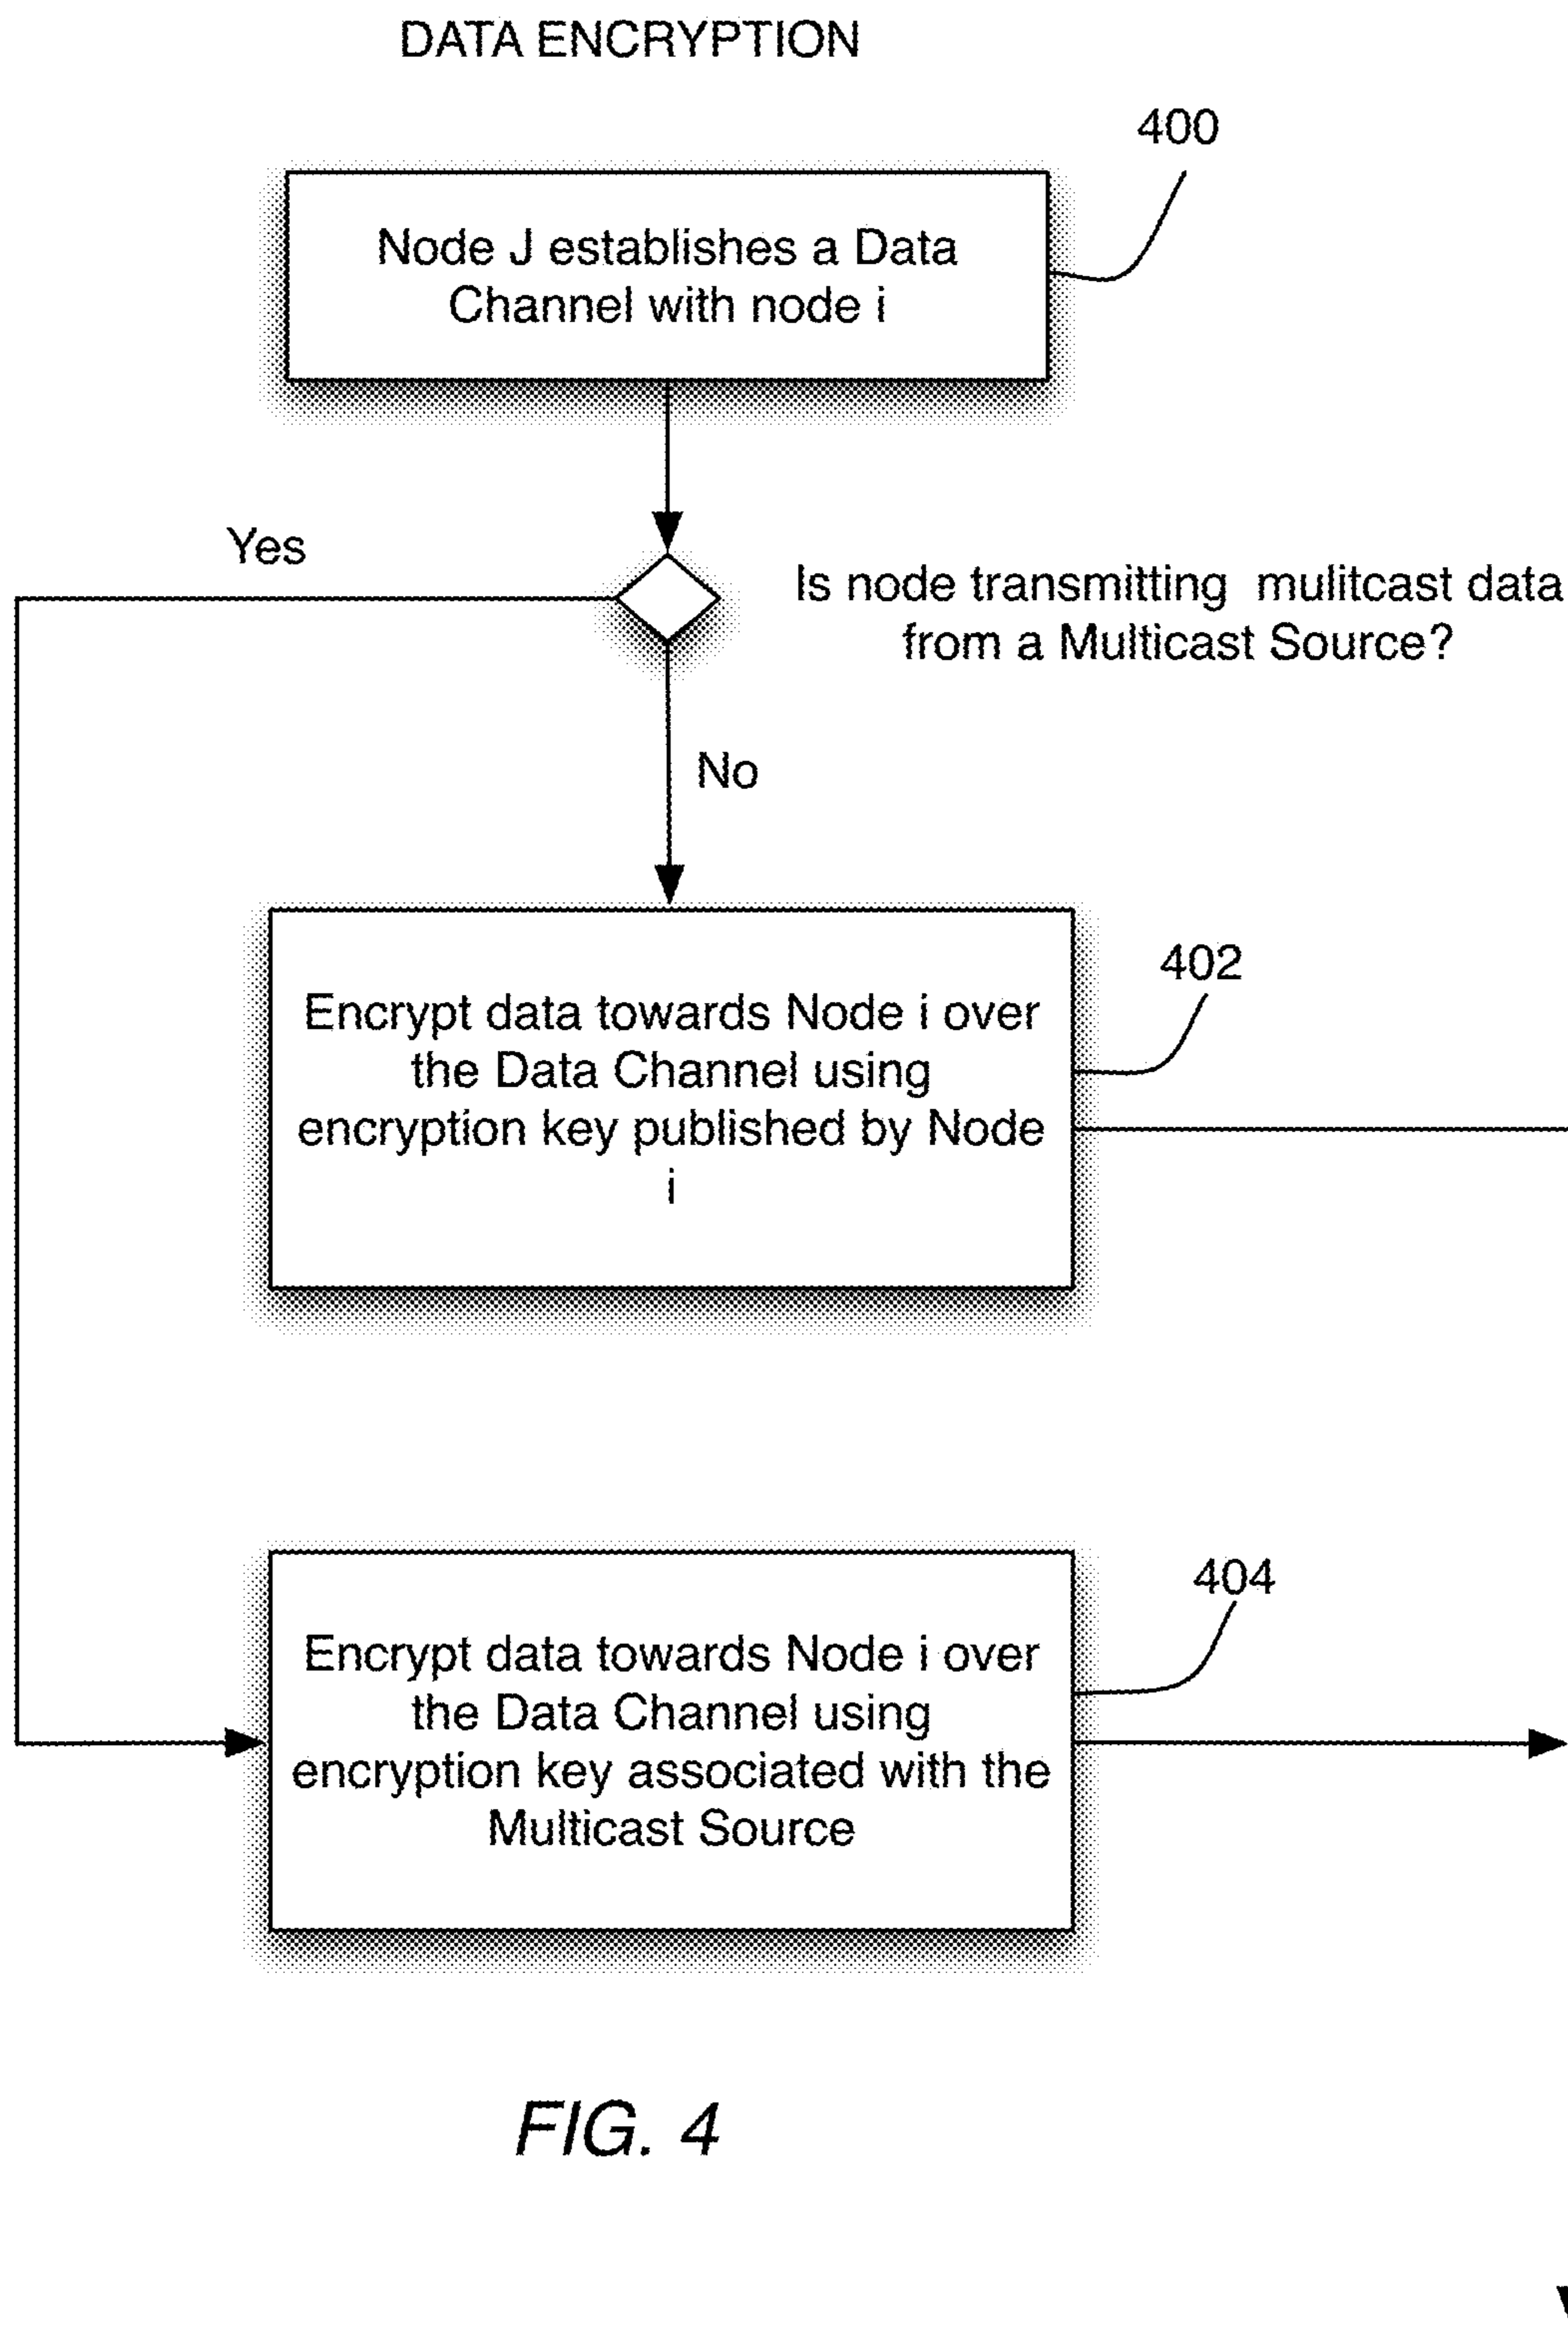 DATA ENCRYPTION
400
Node J establishes a Data
Channel with node i
Yes
Is node transmitting mulitcast data
from a Multicast Source?
No
402
Encrypt data towards Node i over
the Data Channel using
encryption key published by Node
i
404
Encrypt data towards Node i over
the Data Channel using
encryption key associated with the
Multicast Source
FIG. 4